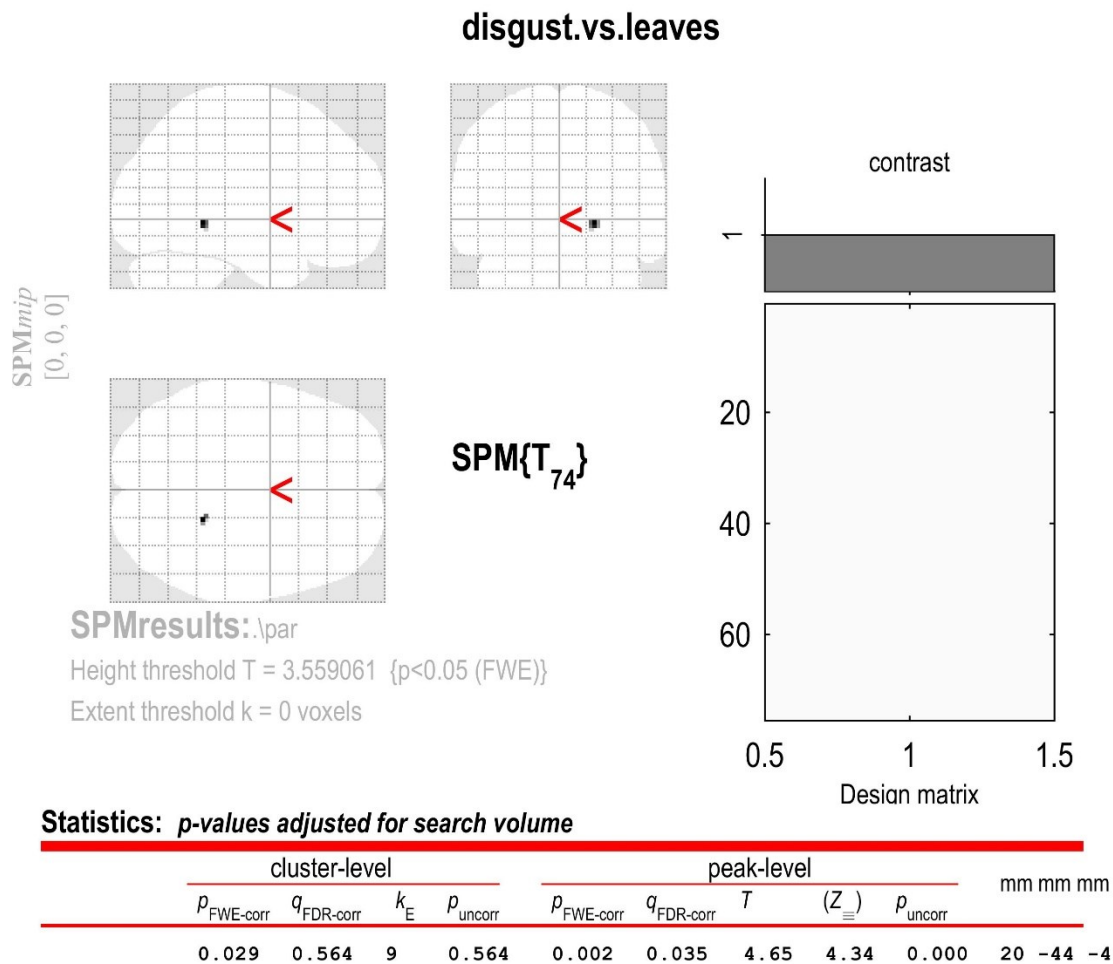 disgust.vs.leaves
contrast
1
SPMmip
[0, 0, 0]
<
<
<
SPM{T74}
20
40
60
0.5 1 1.5
Design matrix
SPMresults: .\par
Height threshold T = 3.559061 {p<0.05 (FWE)}
Extent threshold k = 0 voxels
Statistics: p-values adjusted for search volume
cluster-level peak-level mm mm mm
pFWE-corr qFDR-corr kE puncorr pFWE-corr qFDR-corr T (Z≡) puncorr
0.029 0.564 9 0.564 0.002 0.035 4.65 4.34 0.000 20 -44 -4